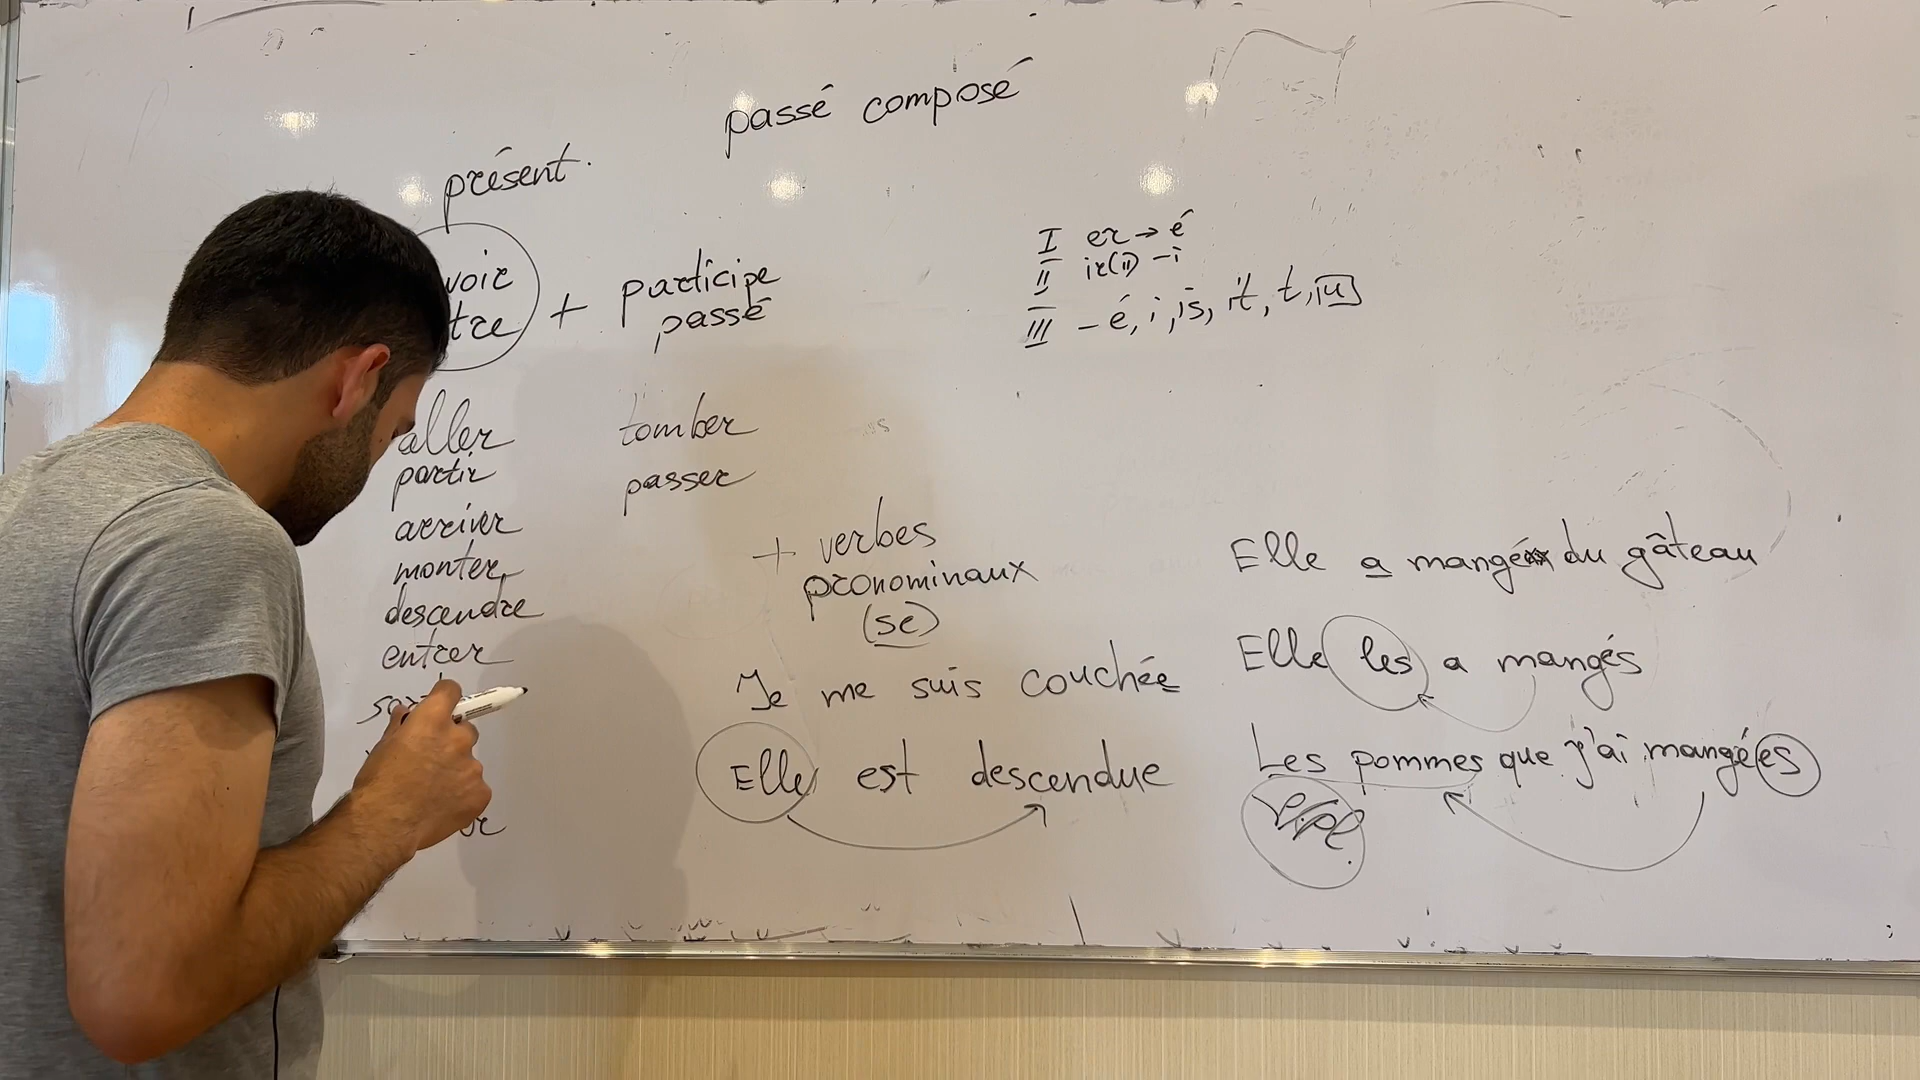 passé composé
présent.
voir
tre
+ participe
passé
I er → é
II ir(II) - i
III - é, i, is, it, t, u
aller
partir
arriver
monter
descendre
entrer
tomber
passer
+ verbes
pronominaux
(se)
Je me suis couchée
Elle est descendue
Elle a mangé du gâteau
Elle les a mangés
Les pommes que j'ai mangées